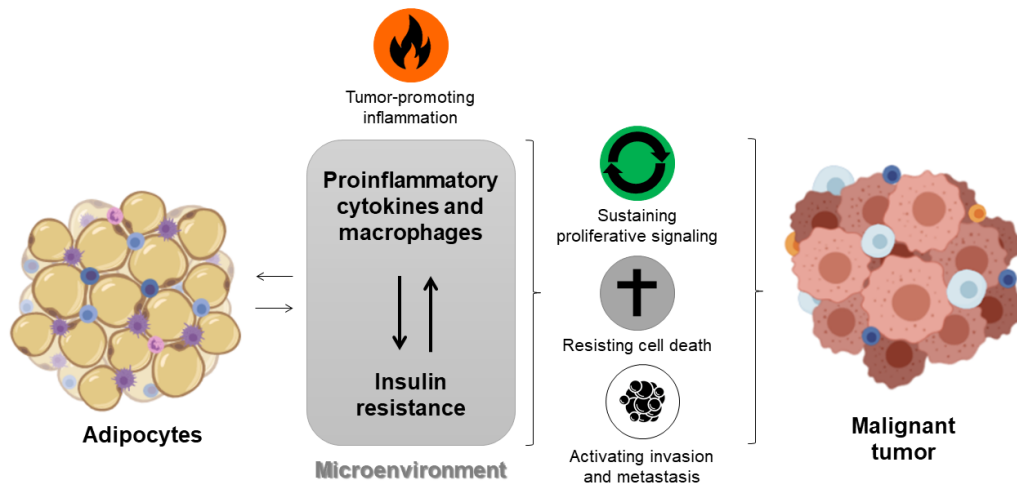 Tumor-promoting
inflammation
Proinflammatory
cytokines and
macrophages
Insulin
resistance
Microenvironment
Adipocytes
Sustaining
proliferative signaling
Resisting cell death
Activating invasion
and metastasis
Malignant
tumor